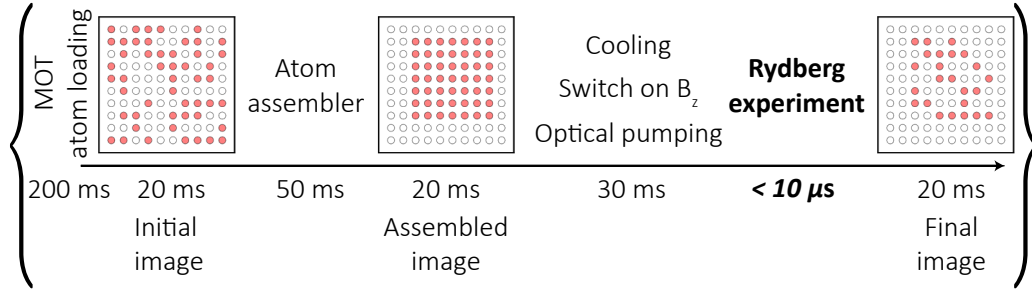 MOT
atom loading
Atom
assembler
Cooling
Switch on B_z
Optical pumping
Rydberg
experiment
200 ms
20 ms
50 ms
20 ms
30 ms
< 10 µs
20 ms
Initial
image
Assembled
image
Final
image